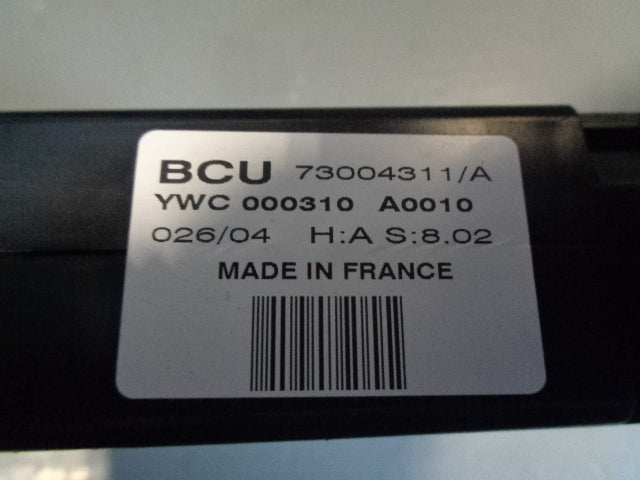 BCU 73004311/A
YWC 000310 A0010
026/04 H:A S:8.02
MADE IN FRANCE